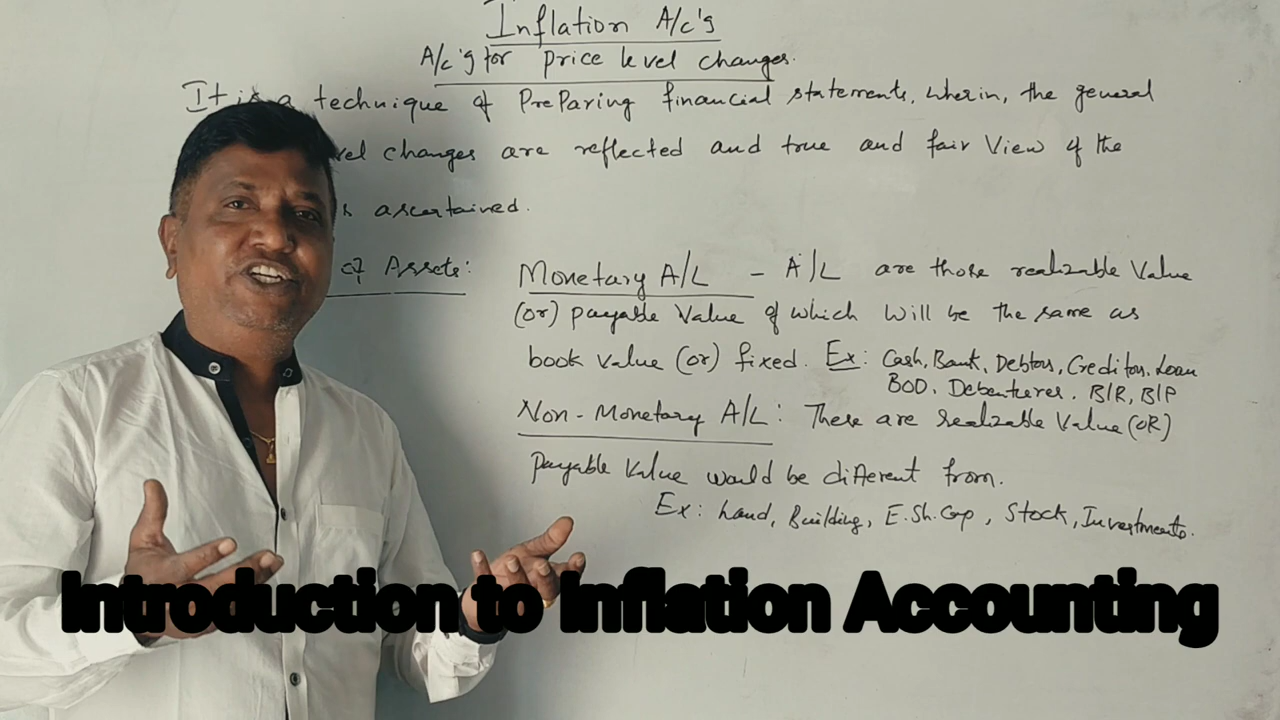 Inflation A/c's
A/c's for price level changes.
It is a technique of Preparing financial statements, wherin, the general
vel changes are reflected and true and fair View of the
s ascertained.
of Assets:
Monetary A/L - A/L are those realizable Value
(or) payable Value of which will be the same as
book value (or) fixed. Ex: Cash, Bank, Debtors, Creditors. Loan
BOD, Debentures. B/R, B/P
Non-Monetary A/L: These are realizable Value (OR)
payable value would be different from.
Ex: Land, Building, E.Sh.Cap, Stock, Investments.
Introduction to Inflation Accounting